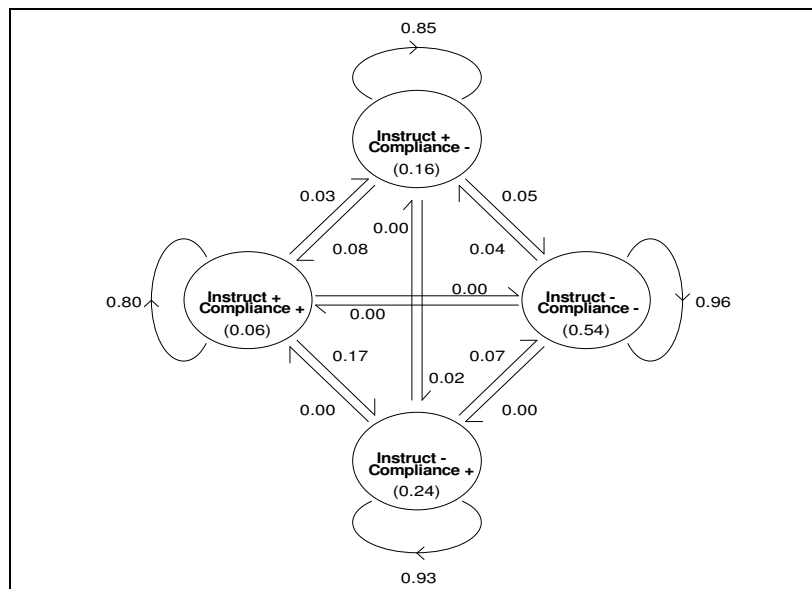 0.85
Instruct +
Compliance -
(0.16)
0.03
0.05
0.00
0.08
0.04
Instruct +
Compliance +
(0.06)
0.80
0.00
0.00
Instruct -
Compliance -
(0.54)
0.96
0.17
0.07
0.02
0.00
0.00
Instruct -
Compliance +
(0.24)
0.93